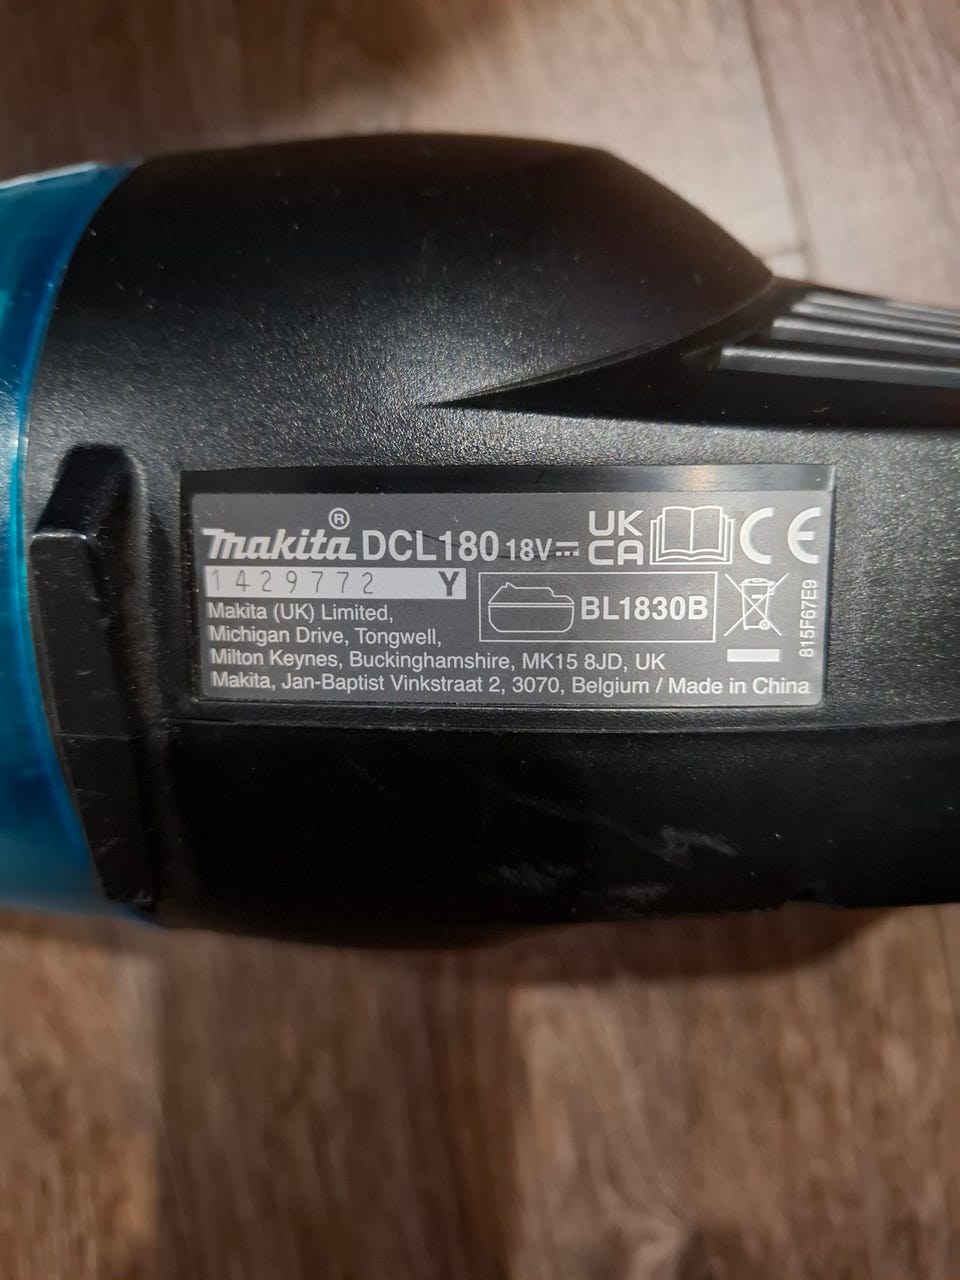 makita® DCL180 18V⎓ UK CA CE
1429772 Y
BL1830B
Makita (UK) Limited,
Michigan Drive, Tongwell,
Milton Keynes, Buckinghamshire, MK15 8JD, UK
Makita, Jan-Baptist Vinkstraat 2, 3070, Belgium / Made in China
815F67E9